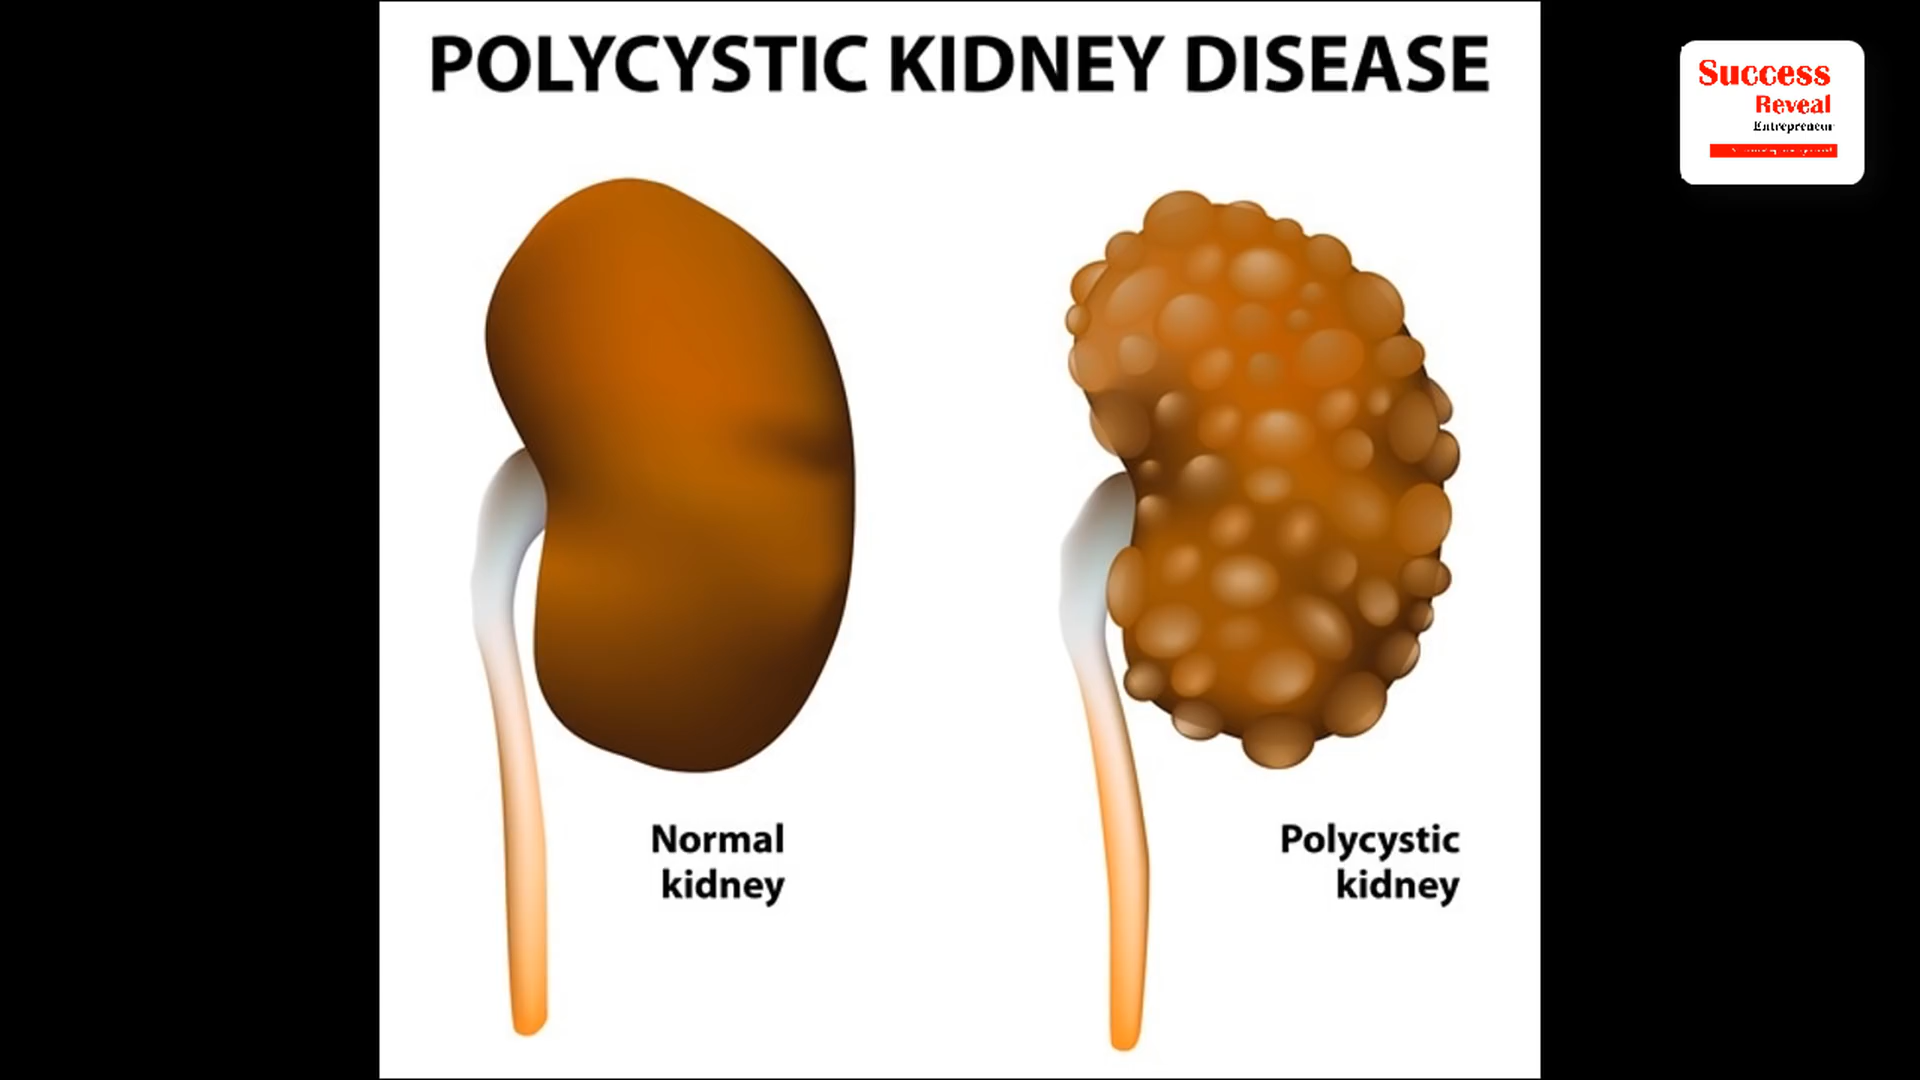 POLYCYSTIC KIDNEY DISEASE
Success
Reveal
Entrepreneur
Normal
kidney
Polycystic
kidney